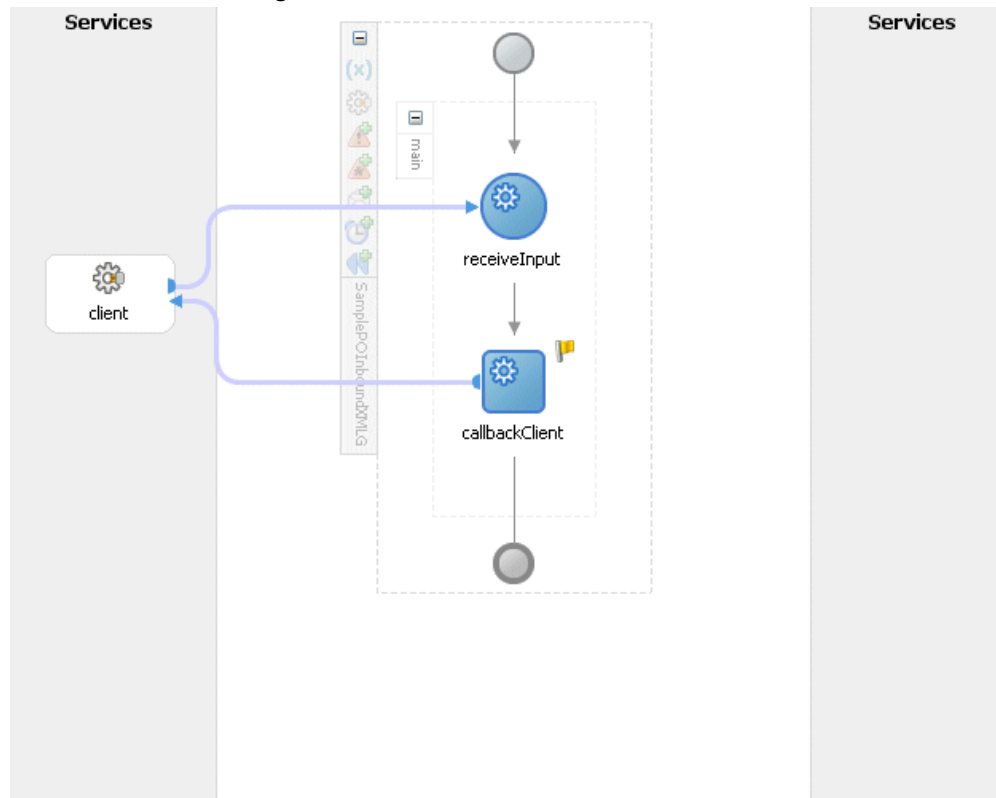 Services
Services
(x)
main
receiveInput
client
SamplePOInboundXMLG
callbackClient